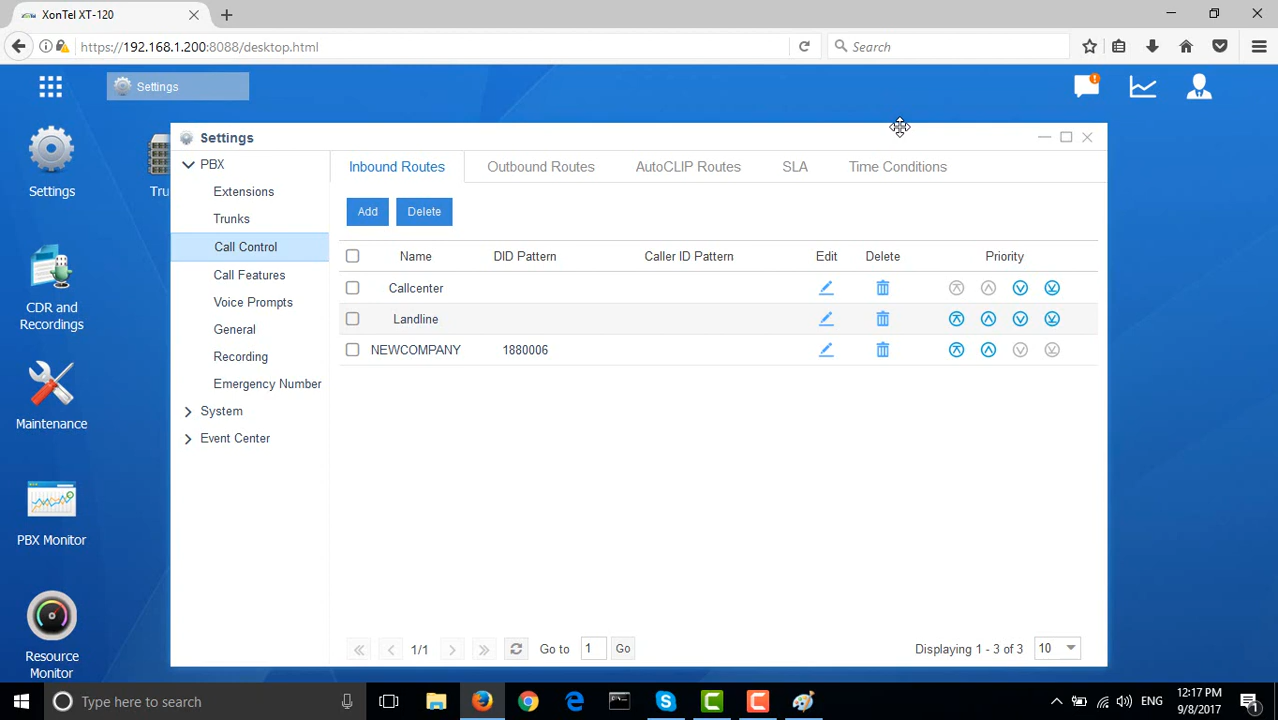 XonTel XT-120
https://192.168.1.200:8088/desktop.html
Search
Settings
Settings
CDR and
Recordings
Maintenance
PBX Monitor
Resource
Monitor
Tru
Settings
PBX
Extensions
Trunks
Call Control
Call Features
Voice Prompts
General
Recording
Emergency Number
System
Event Center
Inbound Routes Outbound Routes AutoCLIP Routes SLA Time Conditions
Add Delete
Name DID Pattern Caller ID Pattern Edit Delete Priority
Callcenter
Landline
NEWCOMPANY 1880006
1/1 Go to 1 Go Displaying 1 - 3 of 3 10
Type here to search
ENG
12:17 PM
9/8/2017
1